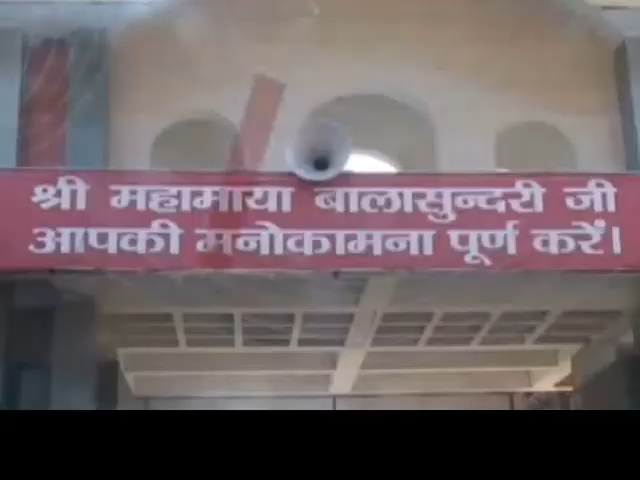 श्री महामाया बालासुन्दरी जी
आपकी मनोकामना पूर्ण करें।